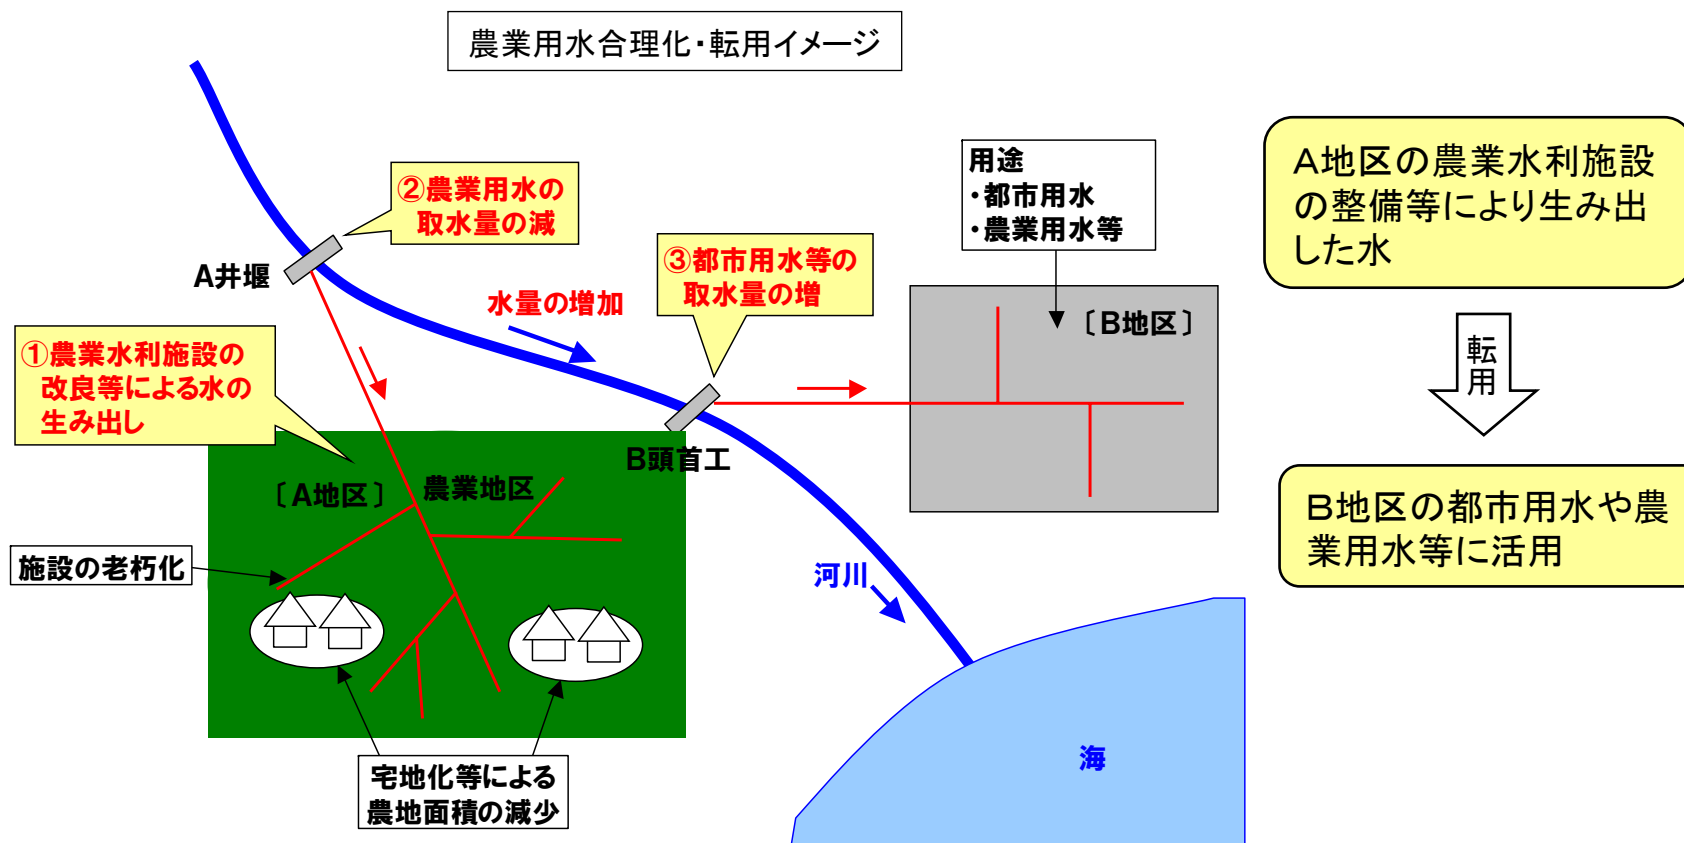 農業用水合理化・転用イメージ
②農業用水の
取水量の減
A井堰
水量の増加
③都市用水等の
取水量の増
用途
・都市用水
・農業用水等
〔B地区〕
①農業水利施設の
改良等による水の
生み出し
B頭首工
〔A地区〕
農業地区
施設の老朽化
河川
宅地化等による
農地面積の減少
海
A地区の農業水利施設
の整備等により生み出
した水
転
用
B地区の都市用水や農
業用水等に活用